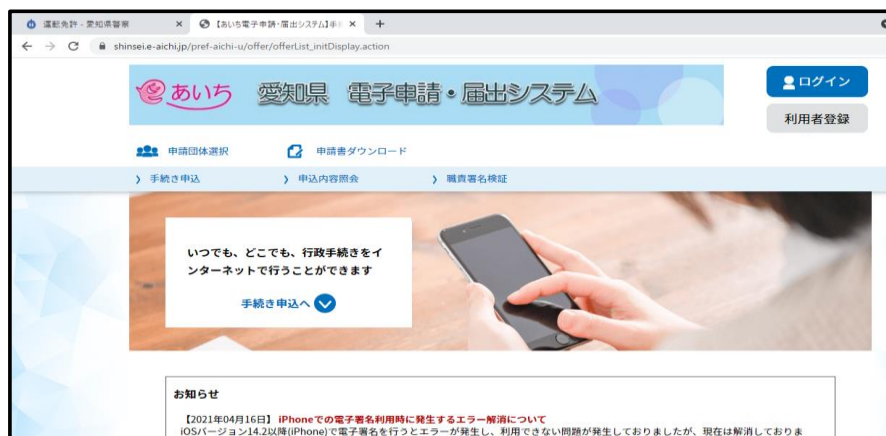 運転免許 - 愛知県警察
【あいち電子申請・届出システム】手
shinsei.e-aichi.jp/pref-aichi-u/offer/offerList_initDisplay.action
あいち 愛知県 電子申請・届出システム
ログイン
利用者登録
申請団体選択
申請書ダウンロード
手続き申込
申込内容照会
職責署名検証
いつでも、どこでも、行政手続きをイ
ンターネットで行うことができます
手続き申込へ
お知らせ
【2021年04月16日】 iPhoneでの電子署名利用時に発生するエラー解消について
iOSバージョン14.2以降(iPhone)で電子署名を行うとエラーが発生し、利用できない問題が発生しておりましたが、現在は解消しておりま